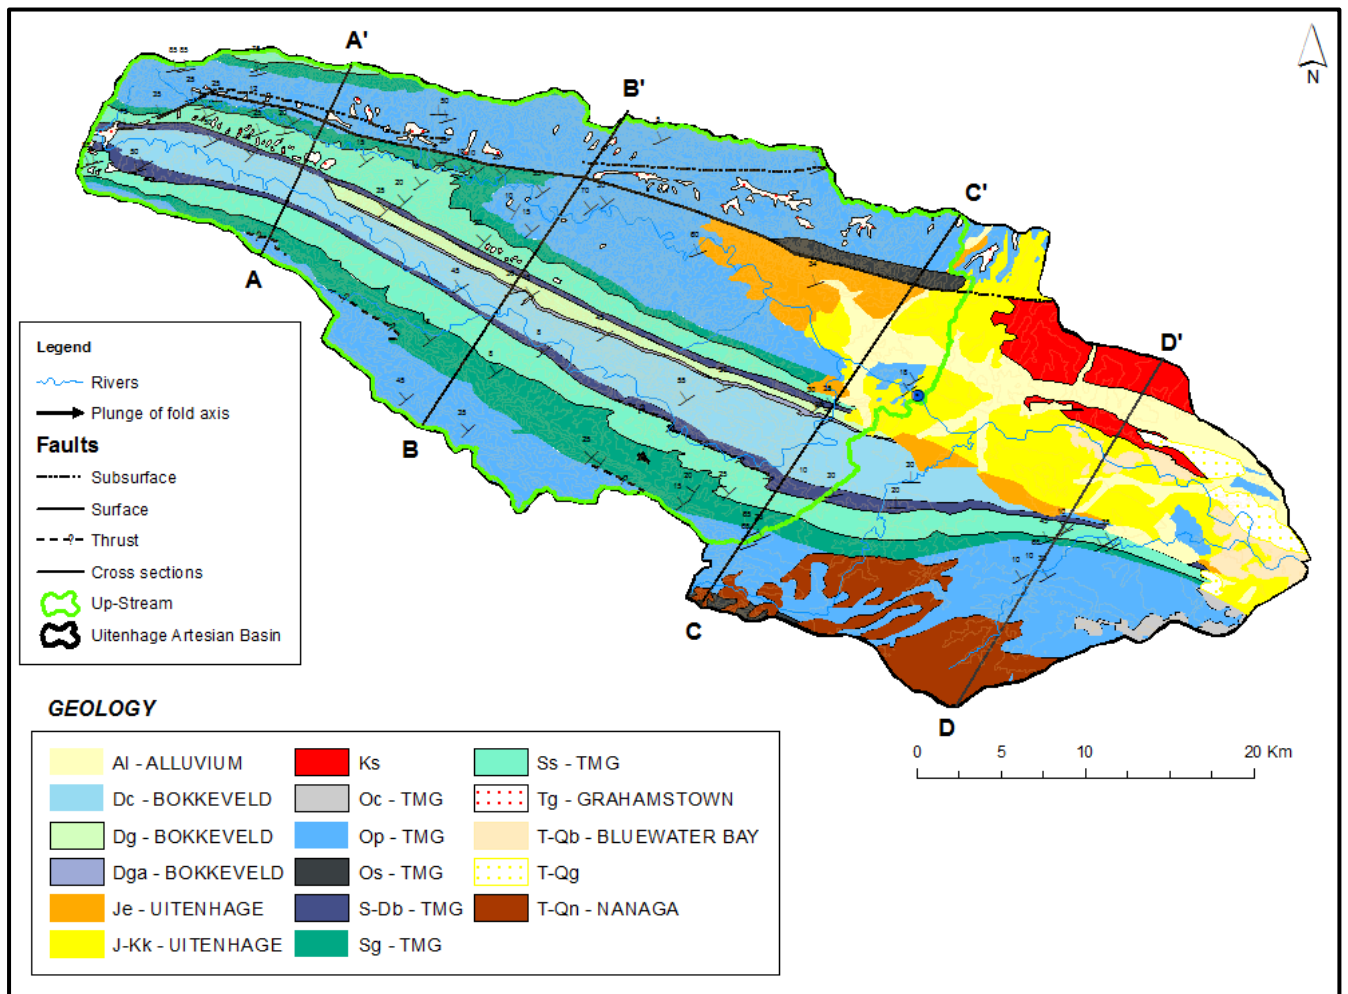 A'
B'
N
C'
A
D'
B
C
D
Legend
Rivers
Plunge of fold axis
Faults
Subsurface
Surface
Thrust
Cross sections
Up-Stream
Uitenhage Artesian Basin
0 5 10 20 Km
GEOLOGY
Al - ALLUVIUM
Dc - BOKKEVELD
Dg - BOKKEVELD
Dga - BOKKEVELD
Je - UITENHAGE
J-Kk - UITENHAGE
Ks
Oc - TMG
Op - TMG
Os - TMG
S-Db - TMG
Sg - TMG
Ss - TMG
Tg - GRAHAMSTOWN
T-Qb - BLUEWATER BAY
T-Qg
T-Qn - NANAGA